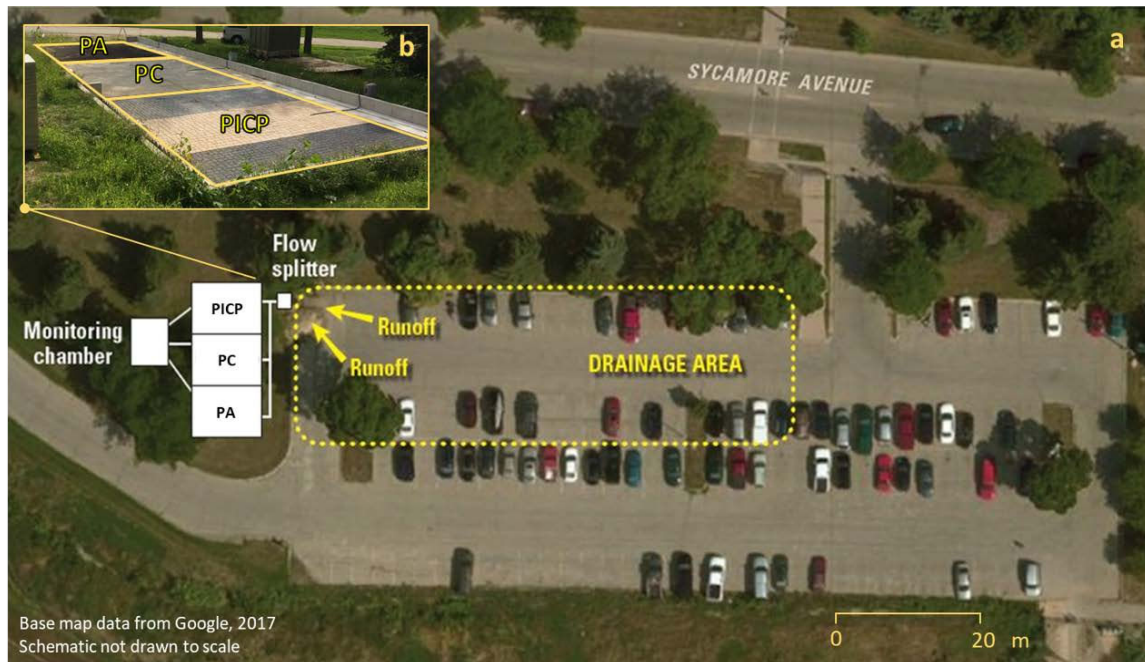 a
b
PA
PC
PICP
SYCAMORE AVENUE
Flow
splitter
PICP
PC
PA
Monitoring
chamber
Runoff
Runoff
DRAINAGE AREA
Base map data from Google, 2017
Schematic not drawn to scale
0 20 m